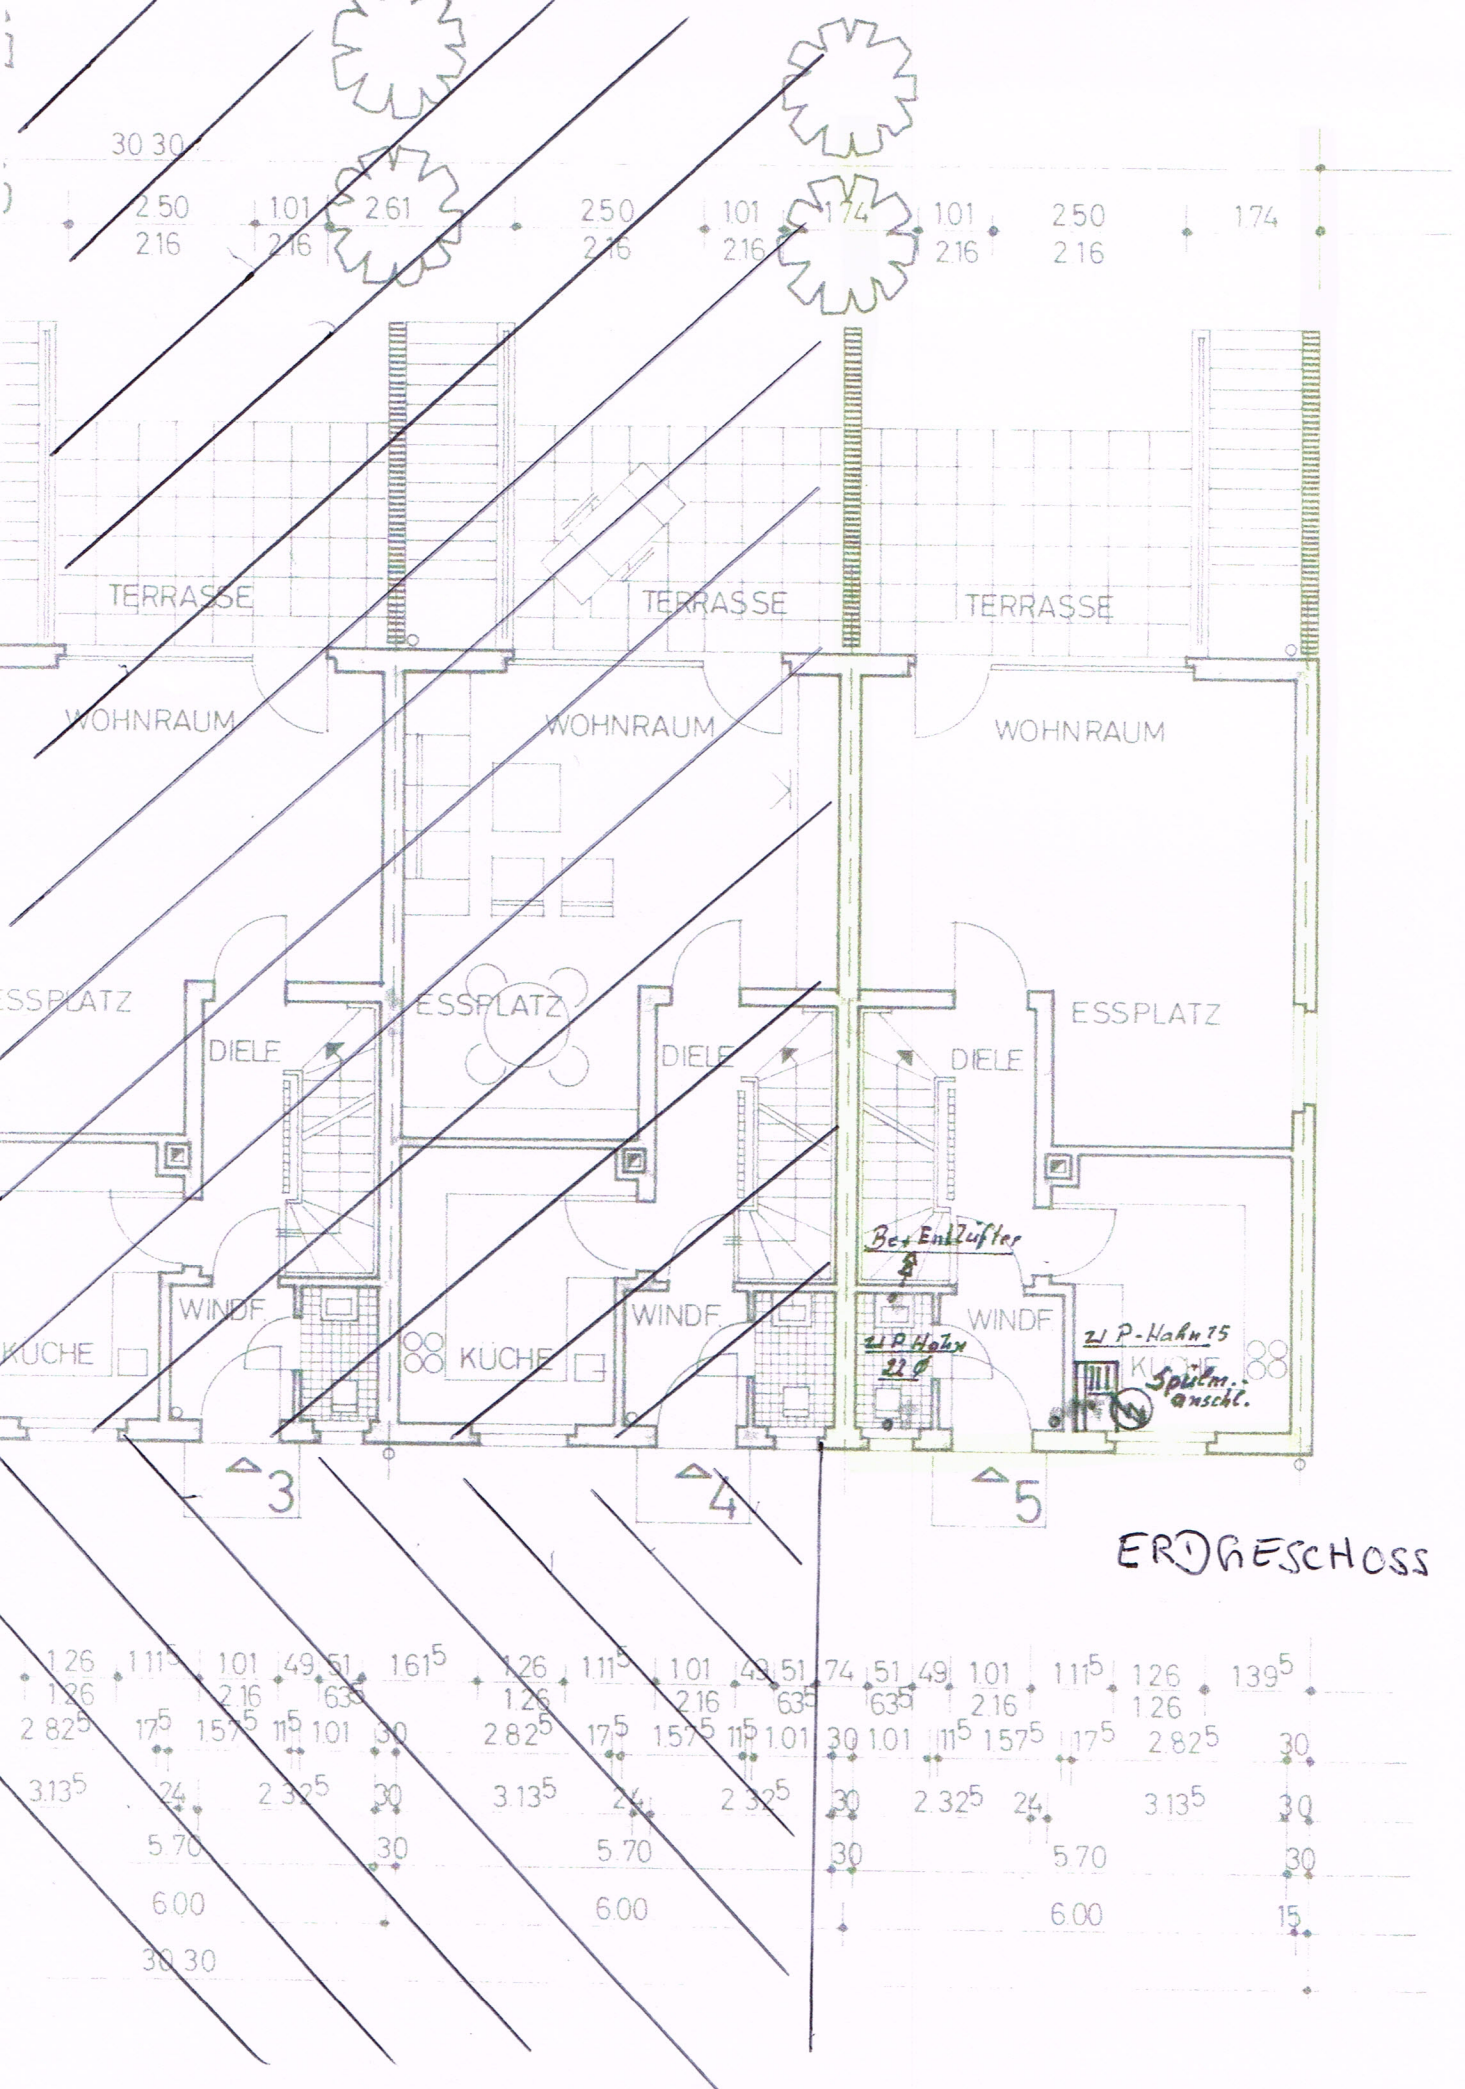 30 30
2.50 1.01 2.61 2.50 1.01 1.74 1.01 2.50 1.74
2.16 2.16 2.16 2.16 2.16 2.16
TERRASSE TERRASSE TERRASSE
WOHNRAUM WOHNRAUM WOHNRAUM
ESSPLATZ ESSPLATZ ESSPLATZ
DIELE DIELE DIELE
Be+Entlüfter
WINDF. WINDF. WINDF.
P-Hahn 15
P Hahn
22 Ø
KÜCHE KÜCHE KÜCHE
Spülm.-
anschl.
3 4 5
ERDGESCHOSS
1.26 1.11⁵ 1.01 49 51 1.61⁵ 1.26 1.11⁵ 1.01 49 51 74 51 49 1.01 1.11⁵ 1.26 1.39⁵
1.26 2.16 63⁵ 1.26 2.16 63⁵ 63⁵ 2.16 1.26
2.82⁵ 17⁵ 1.57⁵ 11⁵ 1.01 30 2.82⁵ 17⁵ 1.57⁵ 11⁵ 1.01 30 1.01 11⁵ 1.57⁵ 17⁵ 2.82⁵ 30
3.13⁵ 24 2.32⁵ 30 3.13⁵ 24 2.32⁵ 30 2.32⁵ 24 3.13⁵ 30
5.70 30 5.70 30 5.70 30
6.00 6.00 6.00 15
30 30